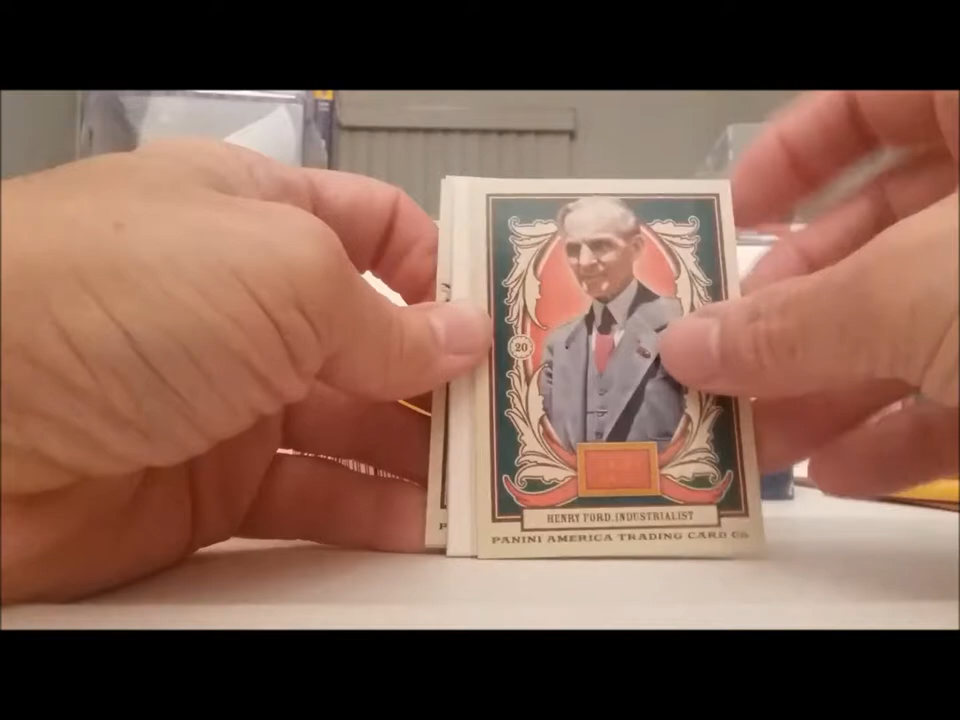 20
HENRY FORD, INDUSTRIALIST
PANINI AMERICA TRADING CARD Co.
P